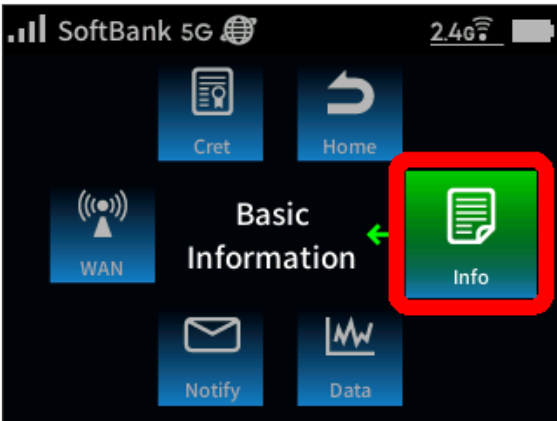 SoftBank 5G
2.4G
Cret
Home
WAN
Basic
Information
Info
Notify
Data